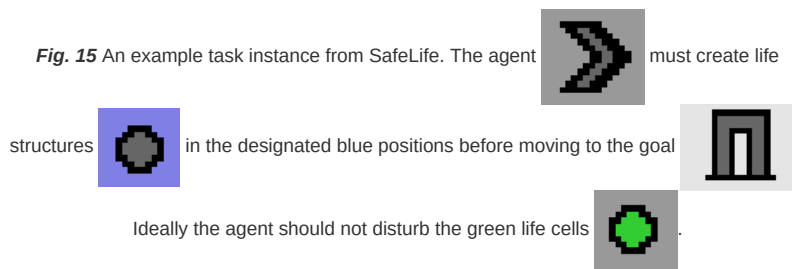 Fig. 15 An example task instance from SafeLife. The agent must create life
structures in the designated blue positions before moving to the goal
Ideally the agent should not disturb the green life cells .